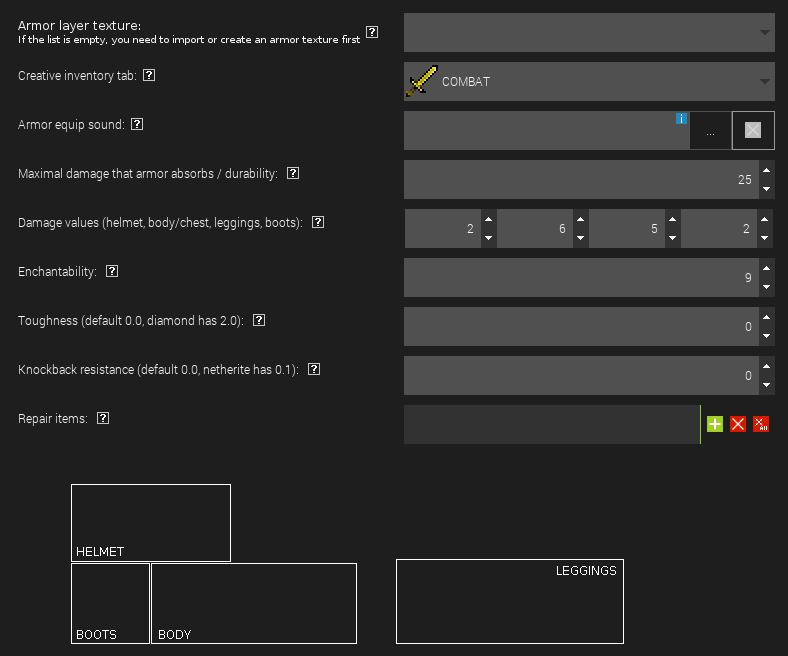 Armor layer texture:
If the list is empty, you need to import or create an armor texture first ?
Creative inventory tab: ? COMBAT
Armor equip sound: ? i ...
Maximal damage that armor absorbs / durability: ? 25
Damage values (helmet, body/chest, leggings, boots): ? 2 6 5 2
Enchantability: ? 9
Toughness (default 0.0, diamond has 2.0): ? 0
Knockback resistance (default 0.0, netherite has 0.1): ? 0
Repair items: ? All
HELMET
LEGGINGS
BOOTS BODY